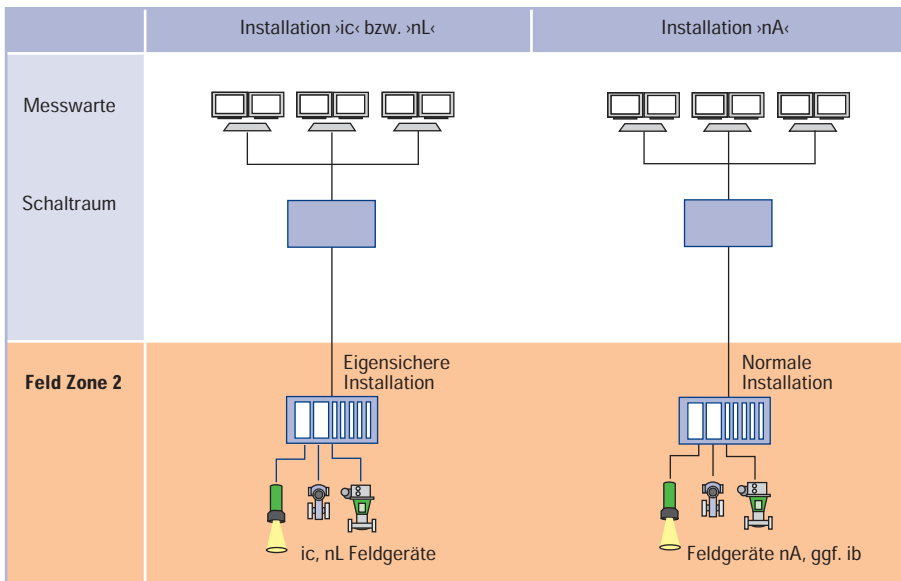 Installation ›ic‹ bzw. ›nL‹
Installation ›nA‹
Messwarte
Schaltraum
Feld Zone 2
Eigensichere
Installation
Normale
Installation
ic, nL Feldgeräte
Feldgeräte nA, ggf. ib